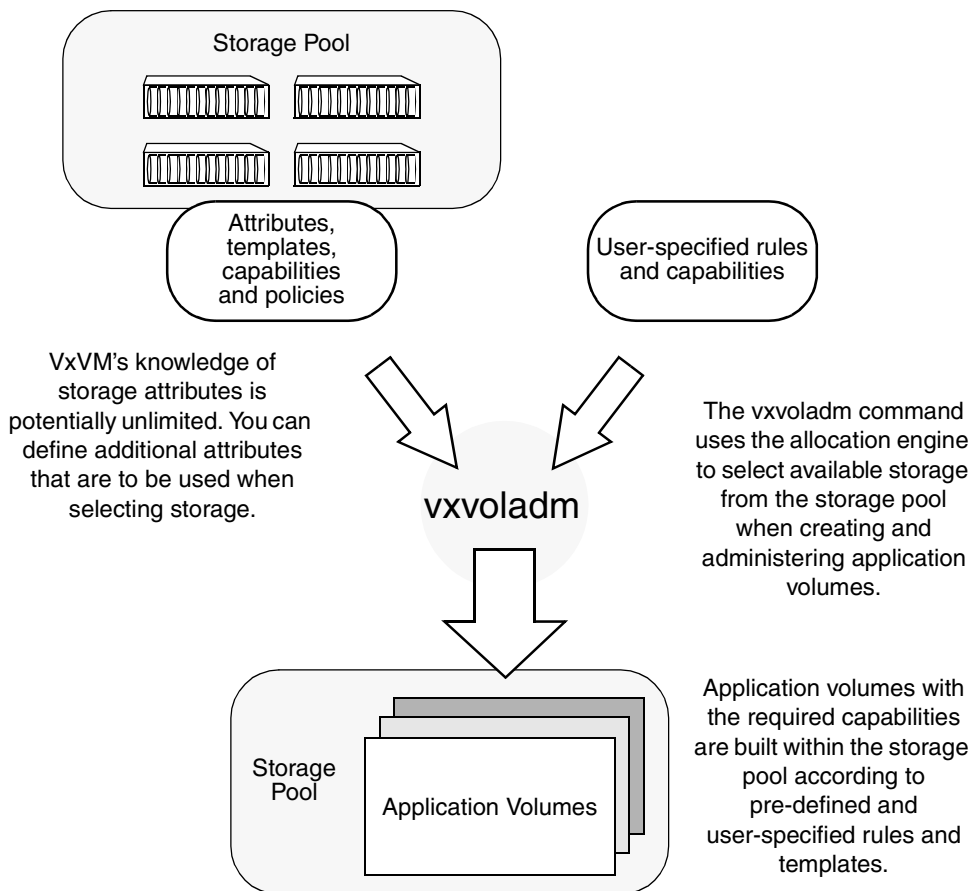 Storage Pool
Attributes,
templates,
capabilities
and policies
User-specified rules
and capabilities
VxVM’s knowledge of
storage attributes is
potentially unlimited. You can
define additional attributes
that are to be used when
selecting storage.
The vxvoladm command
uses the allocation engine
to select available storage
from the storage pool
when creating and
administering application
volumes.
vxvoladm
Storage
Pool
Application Volumes
Application volumes with
the required capabilities
are built within the storage
pool according to
pre-defined and
user-specified rules and
templates.